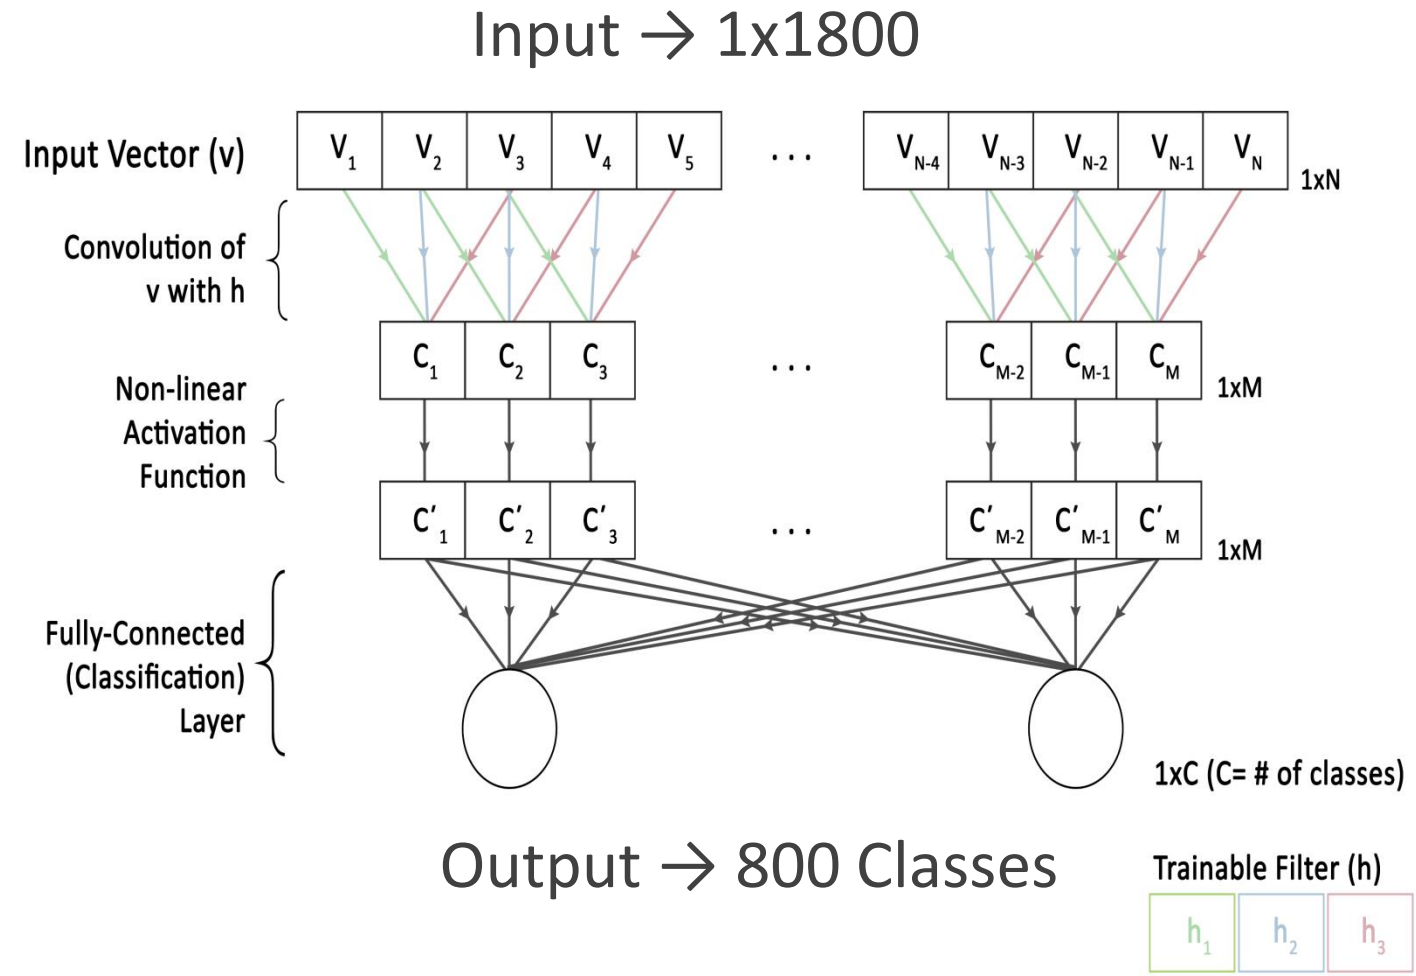 Input → 1x1800
Input Vector (v)
V1 V2 V3 V4 V5 ... VN-4 VN-3 VN-2 VN-1 VN
1xN
Convolution of
v with h
C1 C2 C3 ... CM-2 CM-1 CM
1xM
Non-linear
Activation
Function
C′1 C′2 C′3 ... C′M-2 C′M-1 C′M
1xM
Fully-Connected
(Classification)
Layer
1xC (C= # of classes)
Output → 800 Classes
Trainable Filter (h)
h1 h2 h3